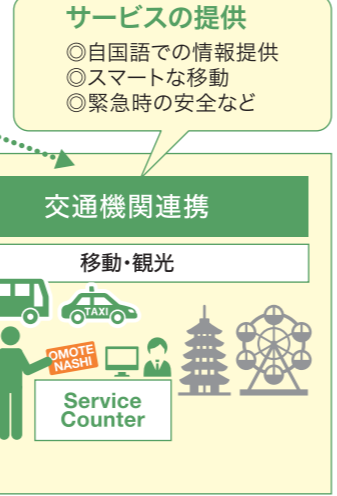 サービスの提供
◎自国語での情報提供
◎スマートな移動
◎緊急時の安全など
交通機関連携
移動・観光
TAXI
OMOTE
NASHI
Service
Counter